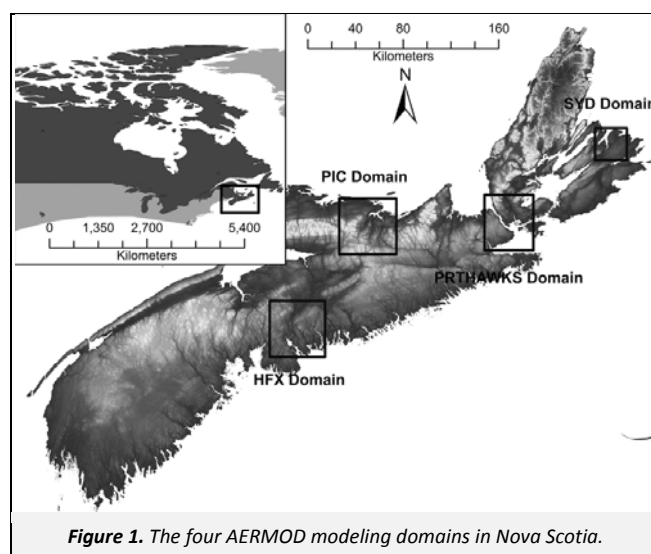 0 40 80 160
Kilometers
N
SYD Domain
PIC Domain
0 1,350 2,700 5,400
Kilometers
PRTHAWKS Domain
HFX Domain
Figure 1. The four AERMOD modeling domains in Nova Scotia.